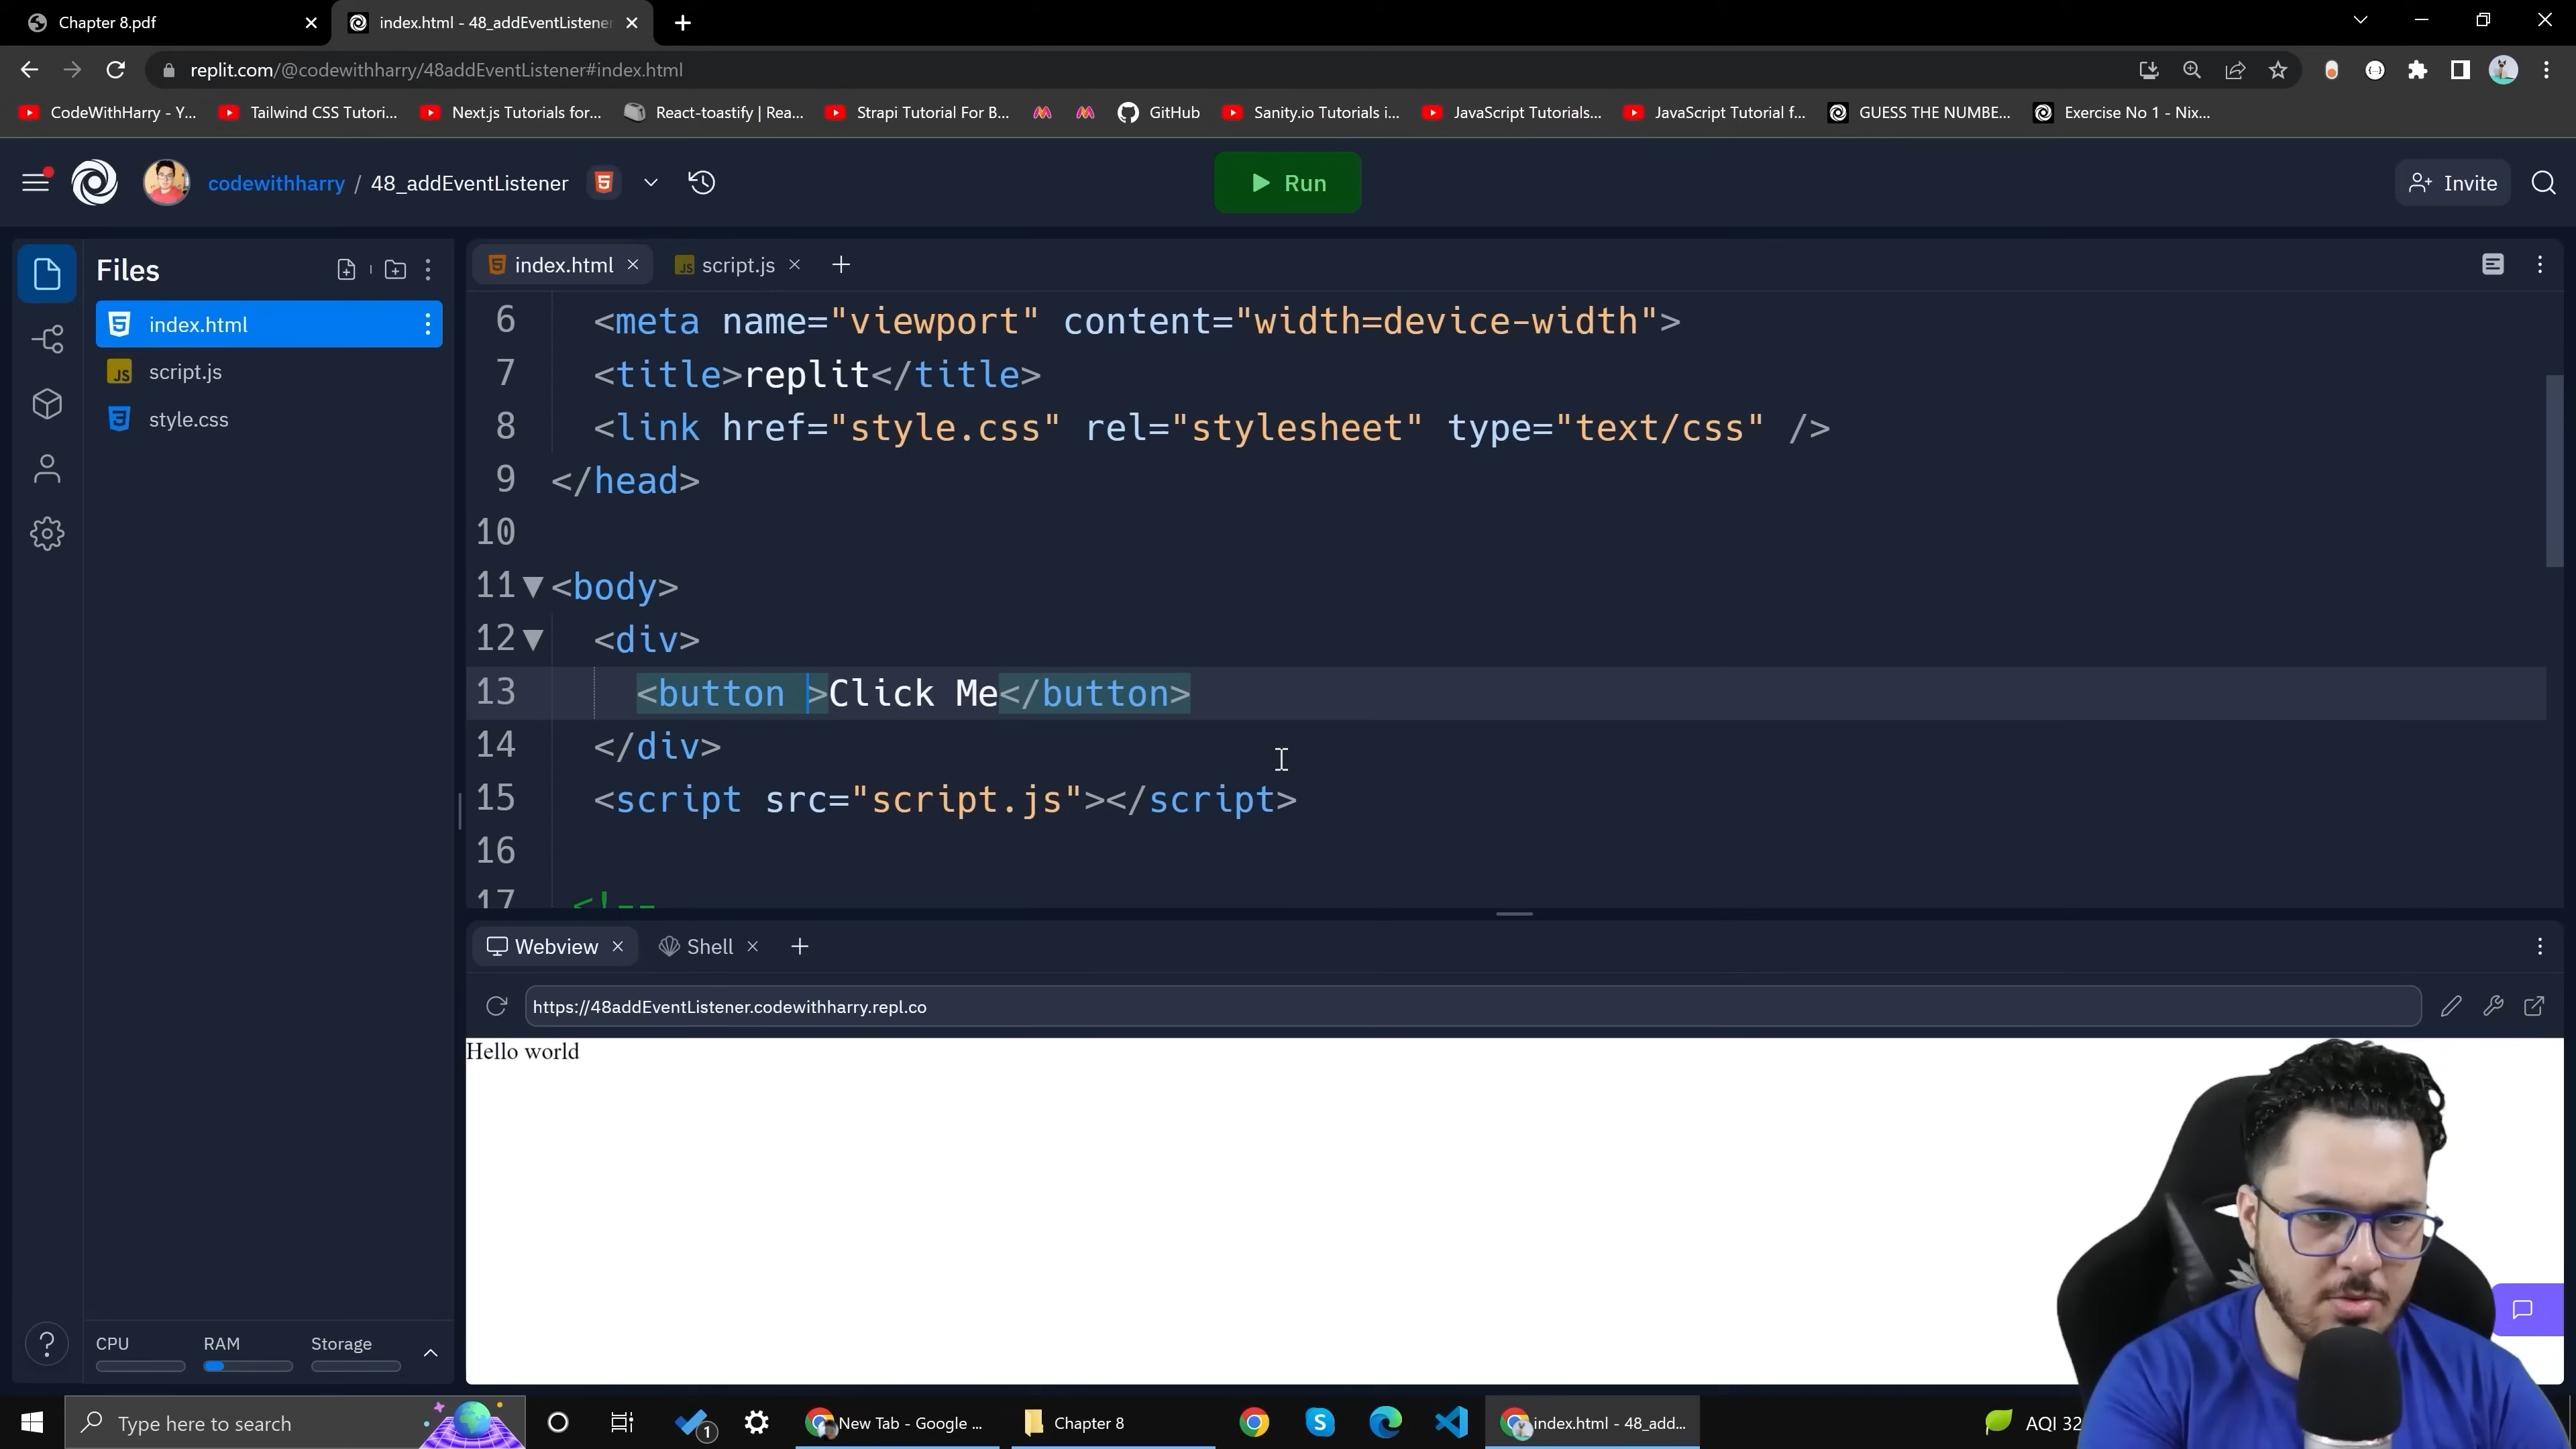 Chapter 8.pdf
index.html - 48_addEventListener
replit.com/@codewithharry/48addEventListener#index.html
CodeWithHarry - Y...
Tailwind CSS Tutori...
Next.js Tutorials for...
React-toastify | Rea...
Strapi Tutorial For B...
GitHub
Sanity.io Tutorials i...
JavaScript Tutorials...
JavaScript Tutorial f...
GUESS THE NUMBE...
Exercise No 1 - Nix...
codewithharry / 48_addEventListener
Run
Invite
Files
index.html
script.js
style.css
index.html
script.js
6 <meta name="viewport" content="width=device-width">
7 <title>replit</title>
8 <link href="style.css" rel="stylesheet" type="text/css" />
9 </head>
10
11 <body>
12 <div>
13 <button >Click Me</button>
14 </div>
15 <script src="script.js"></script>
16
17 <!--
Webview
Shell
https://48addEventListener.codewithharry.repl.co
Hello world
CPU
RAM
Storage
Type here to search
1
New Tab - Google ...
Chapter 8
index.html - 48_add...
AQI 32